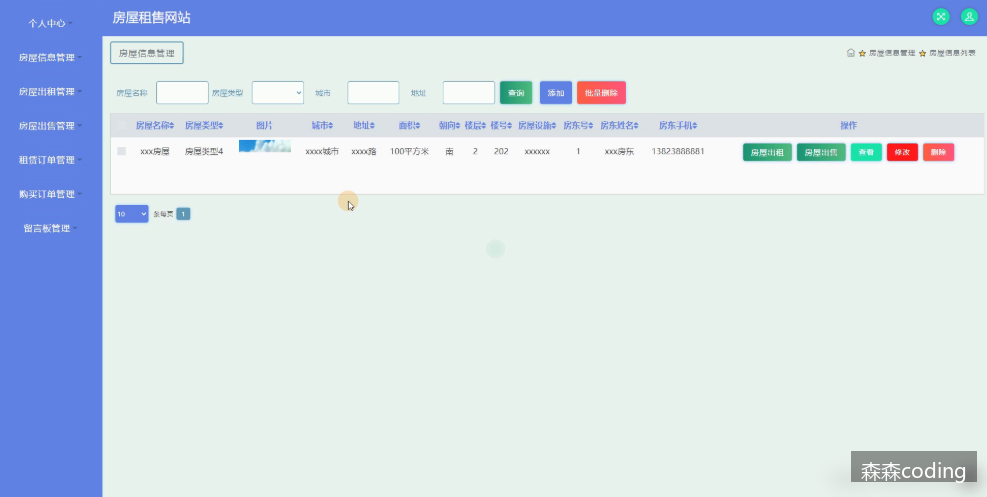 房屋租售网站
个人中心
房屋信息管理
房屋出租管理
房屋出售管理
租赁订单管理
购买订单管理
留言板管理
房屋信息管理
房屋信息管理 房屋信息列表
房屋名称 房屋类型 城市 地址 查询 添加 批量删除
房屋名称 房屋类型 图片 城市 地址 面积 朝向 楼层 楼号 房屋设施 房东号 房东姓名 房东手机 操作
xxx房屋 房屋类型4 xxxx城市 xxxx路 100平方米 南 2 202 xxxxxx 1 xxx房东 13823888881 房屋出租 房屋出售 查看 修改 删除
10 条每页 1
森森coding